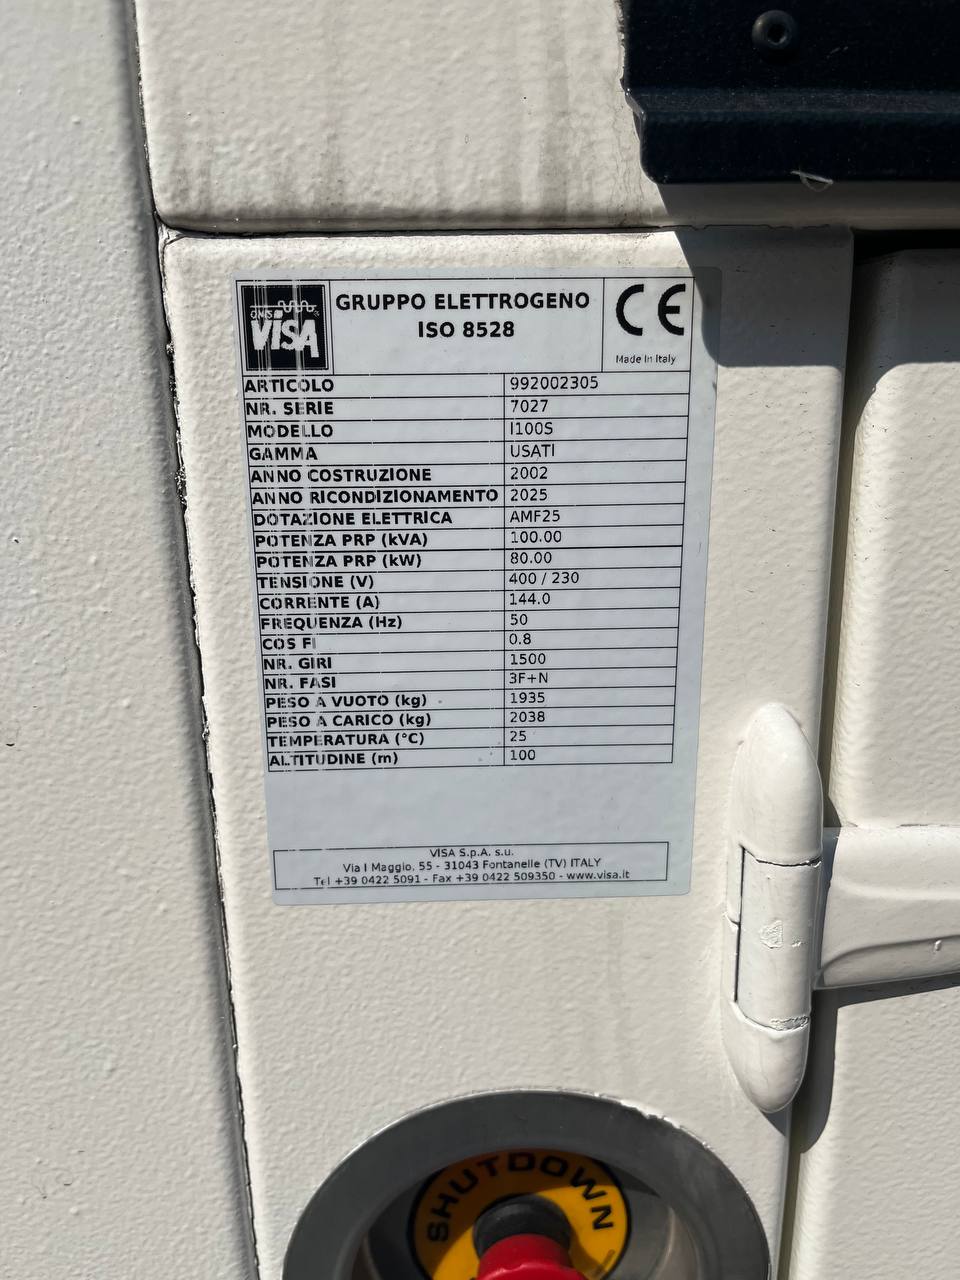 ONIS
VISA
GRUPPO ELETTROGENO
ISO 8528
CE
Made in Italy
ARTICOLO 992002305
NR. SERIE 7027
MODELLO I100S
GAMMA USATI
ANNO COSTRUZIONE 2002
ANNO RICONDIZIONAMENTO 2025
DOTAZIONE ELETTRICA AMF25
POTENZA PRP (kVA) 100.00
POTENZA PRP (kW) 80.00
TENSIONE (V) 400 / 230
CORRENTE (A) 144.0
FREQUENZA (Hz) 50
COS FI 0.8
NR. GIRI 1500
NR. FASI 3F+N
PESO A VUOTO (kg) 1935
PESO A CARICO (kg) 2038
TEMPERATURA (°C) 25
ALTITUDINE (m) 100
VISA S.p.A. s.u.
Via I Maggio, 55 - 31043 Fontanelle (TV) ITALY
Tel +39 0422 5091 - Fax +39 0422 509350 - www.visa.it
SHUTDOWN